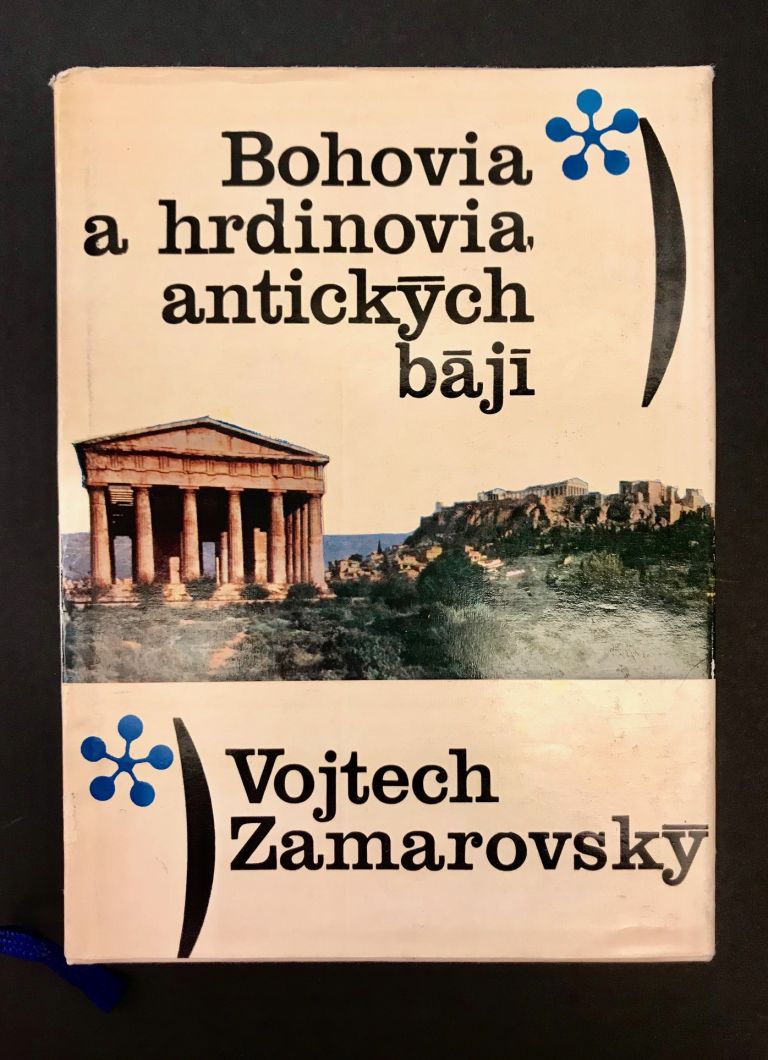 *)
Bohovia
a hrdinovia
antických
bájí
*)
Vojtech
Zamarovský